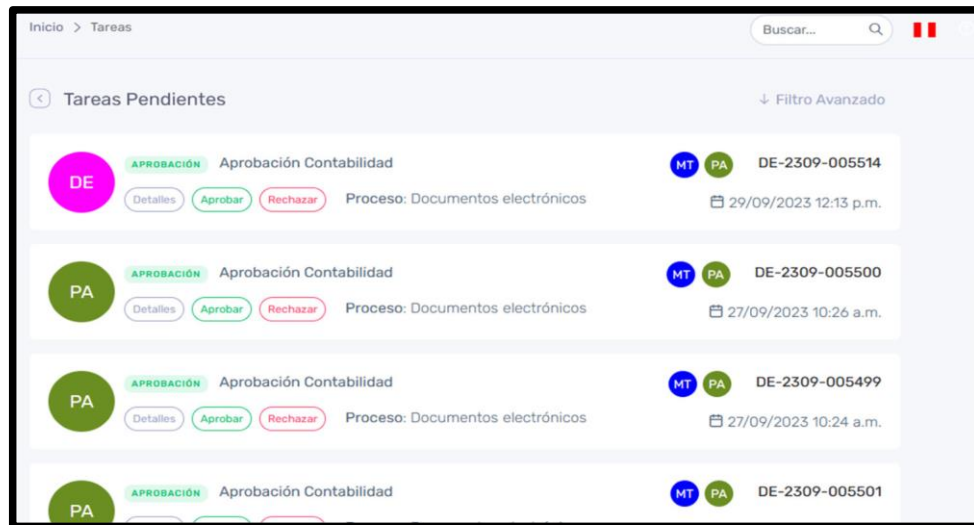 Inicio > Tareas
Buscar...
Tareas Pendientes
↓ Filtro Avanzado
DE
APROBACIÓN Aprobación Contabilidad
MT PA DE-2309-005514
Detalles Aprobar Rechazar Proceso: Documentos electrónicos
29/09/2023 12:13 p.m.
PA
APROBACIÓN Aprobación Contabilidad
MT PA DE-2309-005500
Detalles Aprobar Rechazar Proceso: Documentos electrónicos
27/09/2023 10:26 a.m.
PA
APROBACIÓN Aprobación Contabilidad
MT PA DE-2309-005499
Detalles Aprobar Rechazar Proceso: Documentos electrónicos
27/09/2023 10:24 a.m.
PA
APROBACIÓN Aprobación Contabilidad
MT PA DE-2309-005501